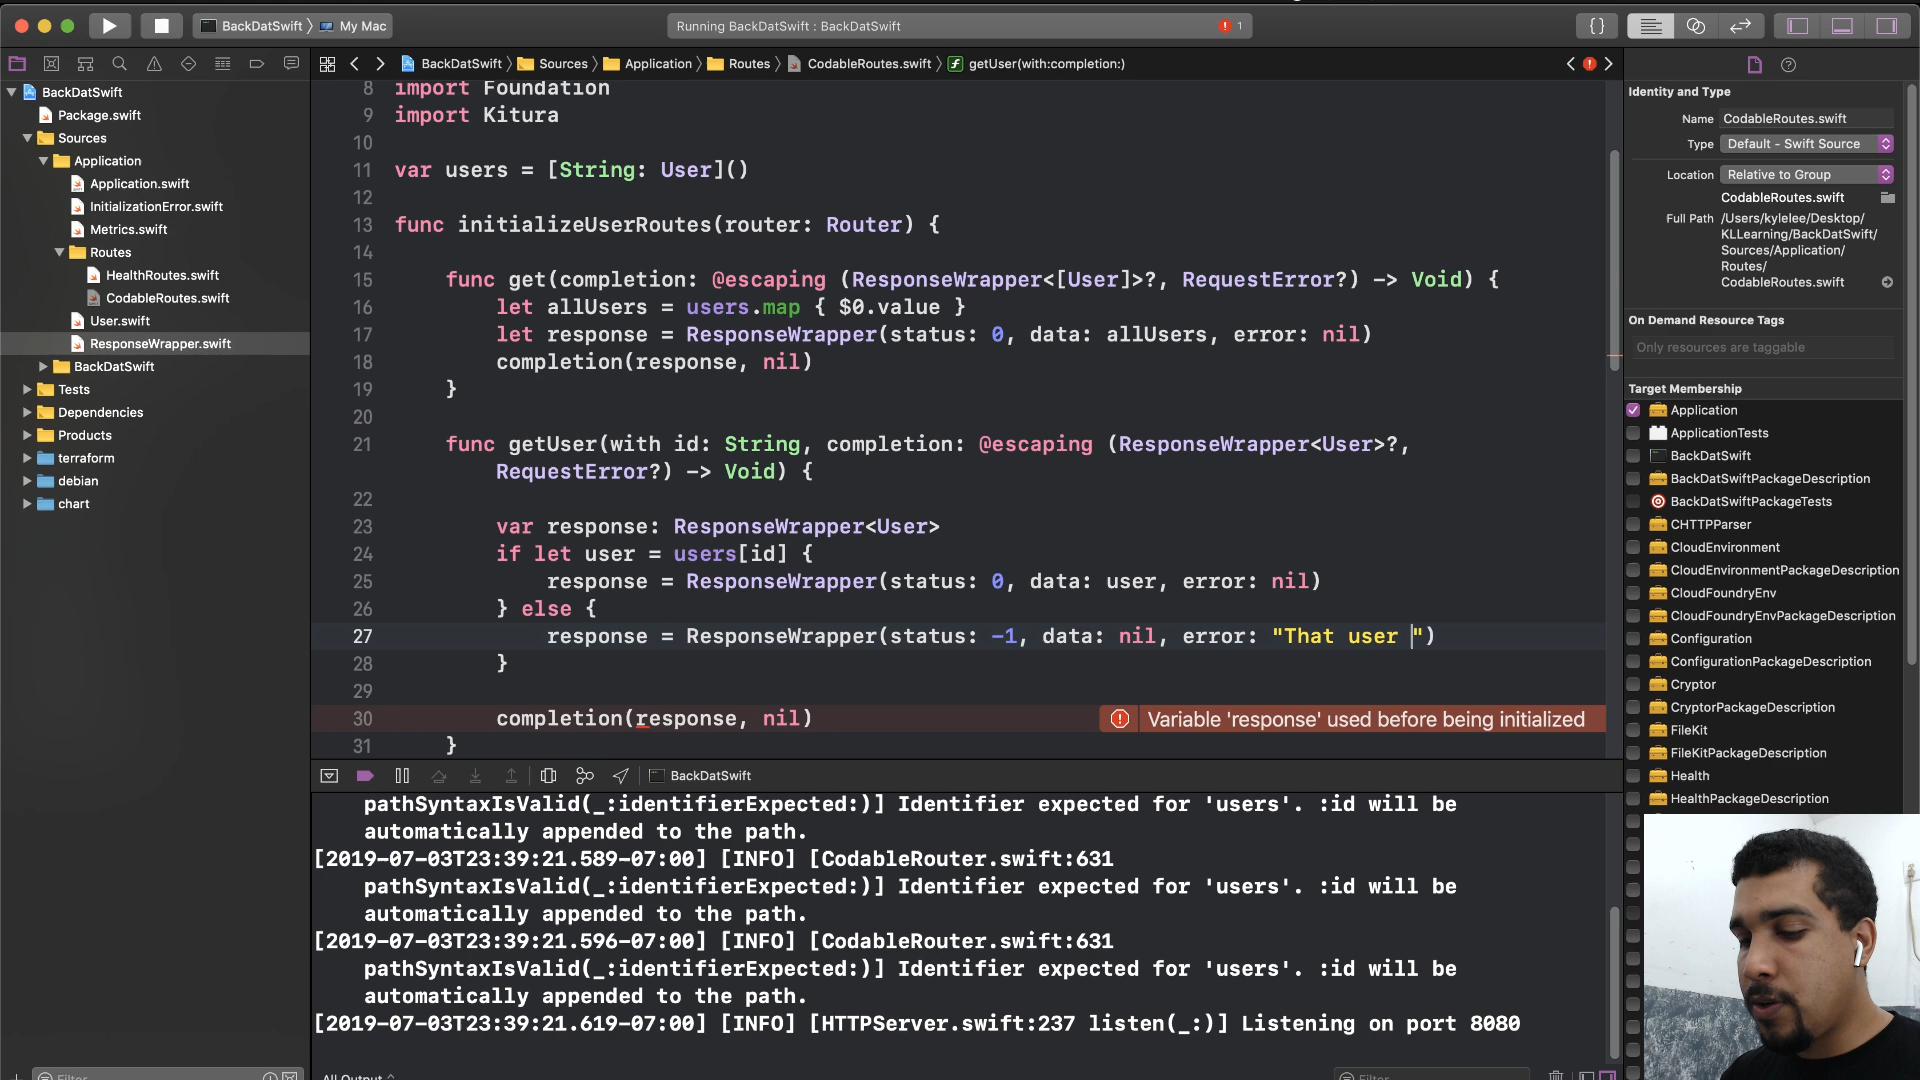 BackDatSwift
My Mac
Running BackDatSwift : BackDatSwift
1
BackDatSwift
Sources
Application
Routes
CodableRoutes.swift
getUser(with:completion:)
BackDatSwift
Package.swift
Sources
Application
Application.swift
InitializationError.swift
Metrics.swift
Routes
HealthRoutes.swift
CodableRoutes.swift
User.swift
ResponseWrapper.swift
BackDatSwift
Tests
Dependencies
Products
terraform
debian
chart
Filter
8 import Foundation
9 import Kitura
10
11 var users = [String: User]()
12
13 func initializeUserRoutes(router: Router) {
14
15 func get(completion: @escaping (ResponseWrapper<[User]>?, RequestError?) -> Void) {
16 let allUsers = users.map { $0.value }
17 let response = ResponseWrapper(status: 0, data: allUsers, error: nil)
18 completion(response, nil)
19 }
20
21 func getUser(with id: String, completion: @escaping (ResponseWrapper<User>?,
RequestError?) -> Void) {
22
23 var response: ResponseWrapper<User>
24 if let user = users[id] {
25 response = ResponseWrapper(status: 0, data: user, error: nil)
26 } else {
27 response = ResponseWrapper(status: -1, data: nil, error: "That user ")
28 }
29
30 completion(response, nil) Variable 'response' used before being initialized
31 }
BackDatSwift
pathSyntaxIsValid(_:identifierExpected:)] Identifier expected for 'users'. :id will be
automatically appended to the path.
[2019-07-03T23:39:21.589-07:00] [INFO] [CodableRouter.swift:631
pathSyntaxIsValid(_:identifierExpected:)] Identifier expected for 'users'. :id will be
automatically appended to the path.
[2019-07-03T23:39:21.596-07:00] [INFO] [CodableRouter.swift:631
pathSyntaxIsValid(_:identifierExpected:)] Identifier expected for 'users'. :id will be
automatically appended to the path.
[2019-07-03T23:39:21.619-07:00] [INFO] [HTTPServer.swift:237 listen(_:)] Listening on port 8080
All Output
Filter
Identity and Type
Name CodableRoutes.swift
Type Default - Swift Source
Location Relative to Group
CodableRoutes.swift
Full Path /Users/kylelee/Desktop/
KLLearning/BackDatSwift/
Sources/Application/
Routes/
CodableRoutes.swift
On Demand Resource Tags
Only resources are taggable
Target Membership
Application
ApplicationTests
BackDatSwift
BackDatSwiftPackageDescription
BackDatSwiftPackageTests
CHTTPParser
CloudEnvironment
CloudEnvironmentPackageDescription
CloudFoundryEnv
CloudFoundryEnvPackageDescription
Configuration
ConfigurationPackageDescription
Cryptor
CryptorPackageDescription
FileKit
FileKitPackageDescription
Health
HealthPackageDescription